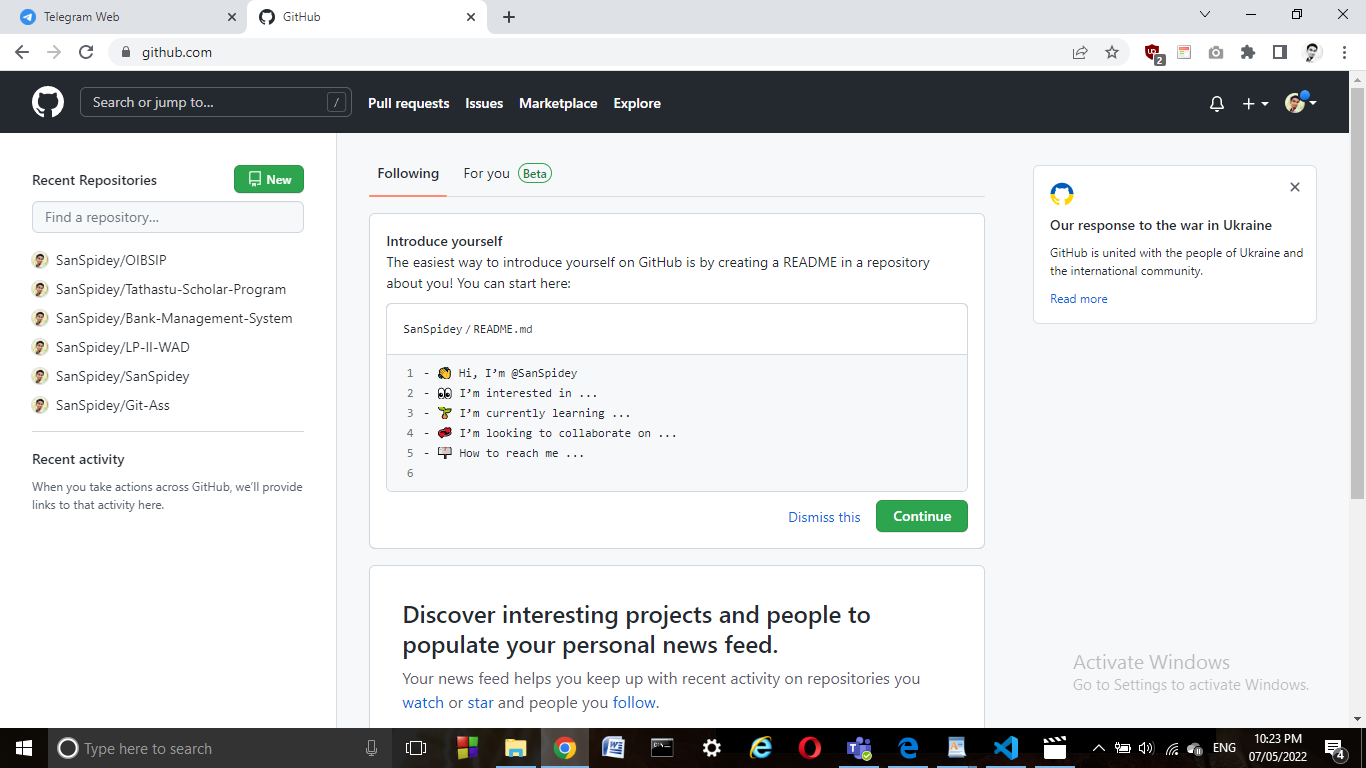 Telegram Web
GitHub
github.com
2
Search or jump to...
/
Pull requests
Issues
Marketplace
Explore
Recent Repositories
New
Find a repository...
SanSpidey/OIBSIP
SanSpidey/Tathastu-Scholar-Program
SanSpidey/Bank-Management-System
SanSpidey/LP-II-WAD
SanSpidey/SanSpidey
SanSpidey/Git-Ass
Recent activity
When you take actions across GitHub, we'll provide
links to that activity here.
Following
For you
Beta
Introduce yourself
The easiest way to introduce yourself on GitHub is by creating a README in a repository
about you! You can start here:
SanSpidey / README.md
1 - 👋 Hi, I’m @SanSpidey
2 - 👀 I’m interested in ...
3 - 🌱 I’m currently learning ...
4 - 💞️ I’m looking to collaborate on ...
5 - 📫 How to reach me ...
6
Dismiss this
Continue
Discover interesting projects and people to
populate your personal news feed.
Your news feed helps you keep up with recent activity on repositories you
watch or star and people you follow.
Our response to the war in Ukraine
GitHub is united with the people of Ukraine and
the international community.
Read more
Activate Windows
Go to Settings to activate Windows.
Type here to search
ENG
10:23 PM
07/05/2022
4